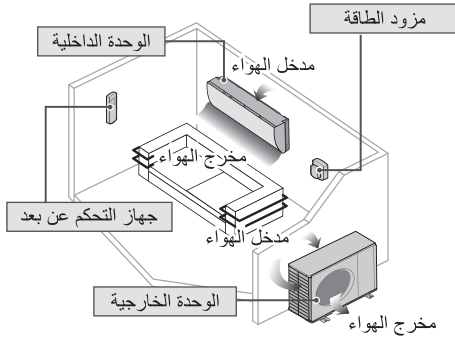 مزود الطاقة
الوحدة الداخلية
مدخل الهواء
مخرج الهواء
جهاز التحكم عن بعد
مدخل الهواء
الوحدة الخارجية
مخرج الهواء